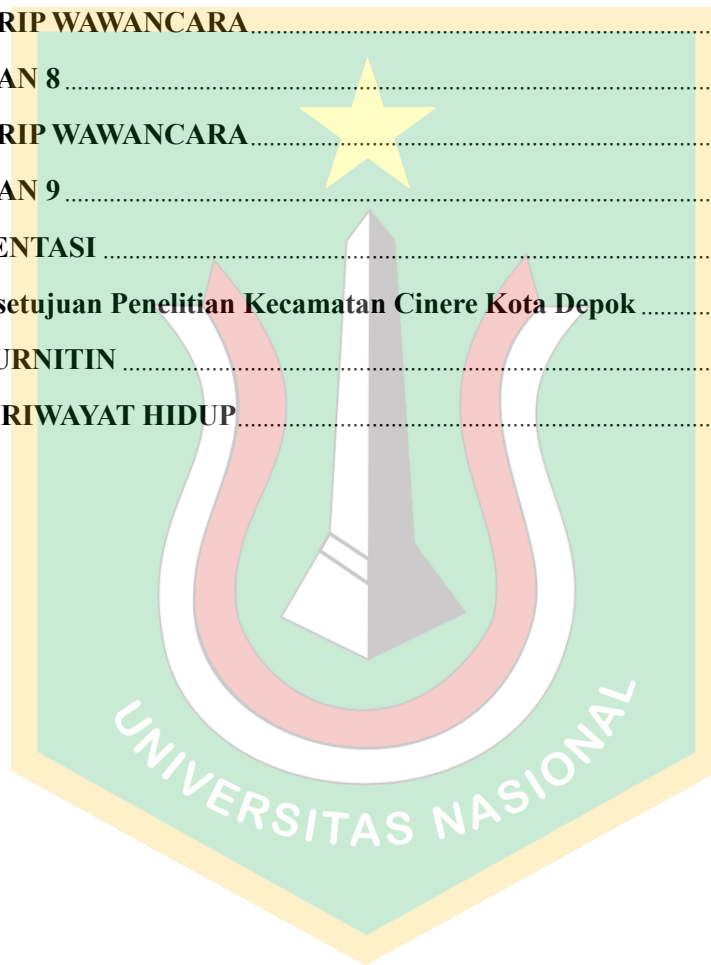 RIP WAWANCARA
AN 8
RIP WAWANCARA
AN 9
ENTASI
setujuan Penelitian Kecamatan Cinere Kota Depok
URNITIN
RIWAYAT HIDUP
UNIVERSITAS NASIONAL